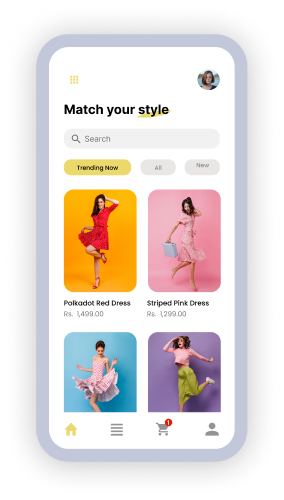 Match your style
Search
Trending Now
All
New
Polkadot Red Dress
Striped Pink Dress
Rs. 1,499.00
Rs. 1,299.00
1